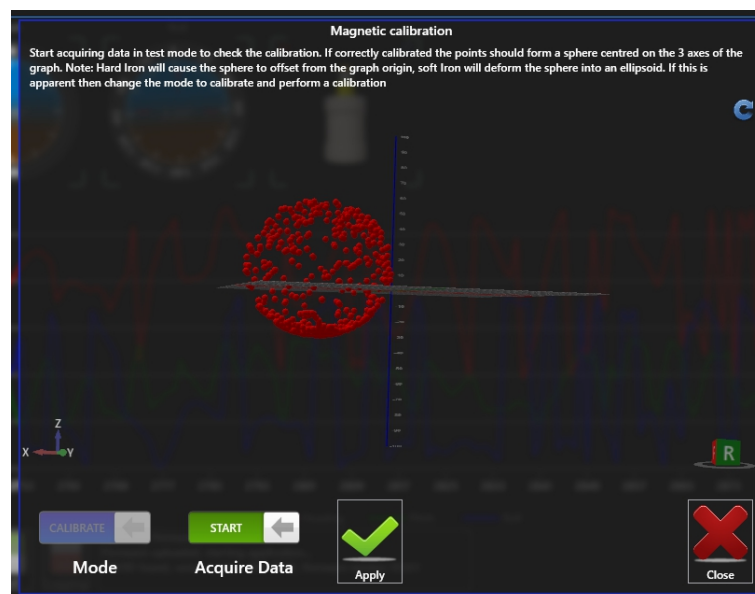 Magnetic calibration
Start acquiring data in test mode to check the calibration. If correctly calibrated the points should form a sphere centred on the 3 axes of the
graph. Note: Hard Iron will cause the sphere to offset from the graph origin, soft Iron will deform the sphere into an ellipsoid. If this is
apparent then change the mode to calibrate and perform a calibration
Z
X Y
R
CALIBRATE START
Mode Acquire Data Apply Close